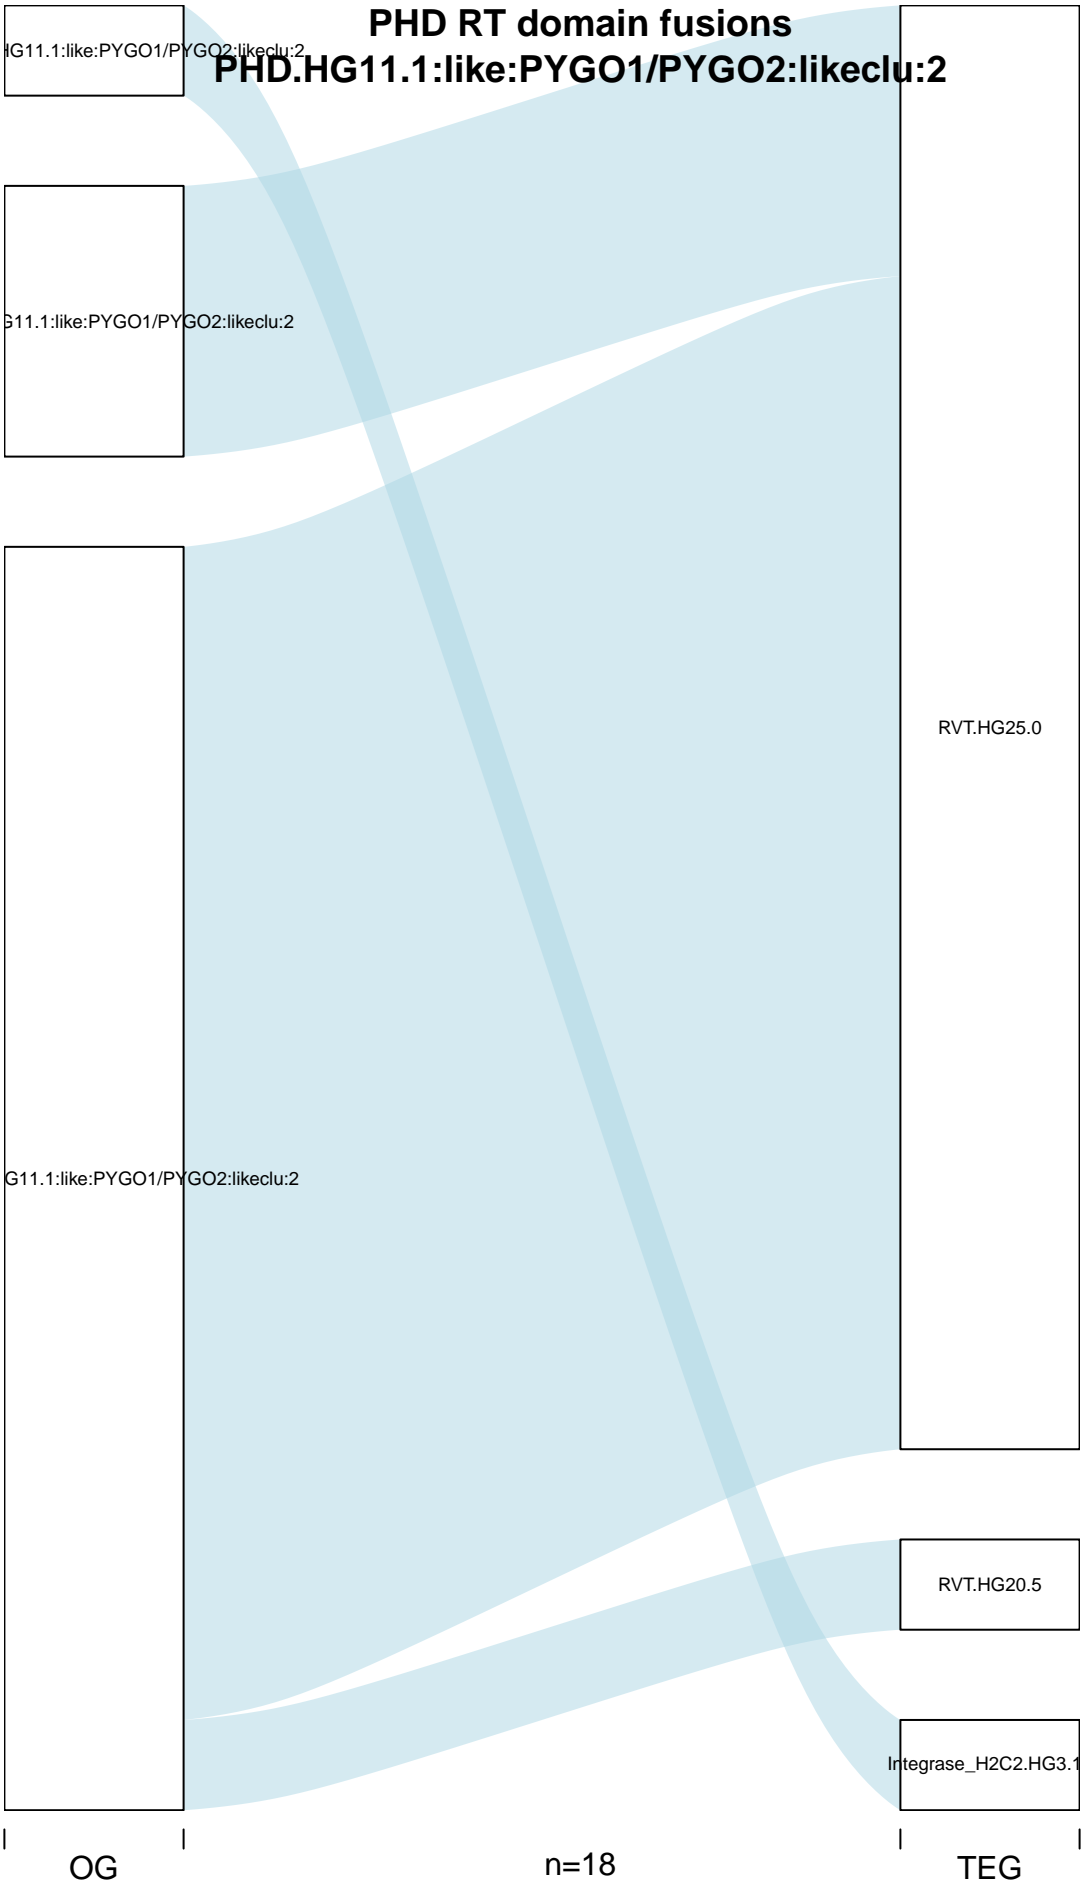 PHD RT domain fusions
PHD.HG11.1:like:PYGO1/PYGO2:likeclu:2
HG11.1:like:PYGO1/PYGO2:likeclu:2
G11.1:like:PYGO1/PYGO2:likeclu:2
RVT.HG25.0
G11.1:like:PYGO1/PYGO2:likeclu:2
RVT.HG20.5
Integrase_H2C2.HG3.1
OG
n=18
TEG